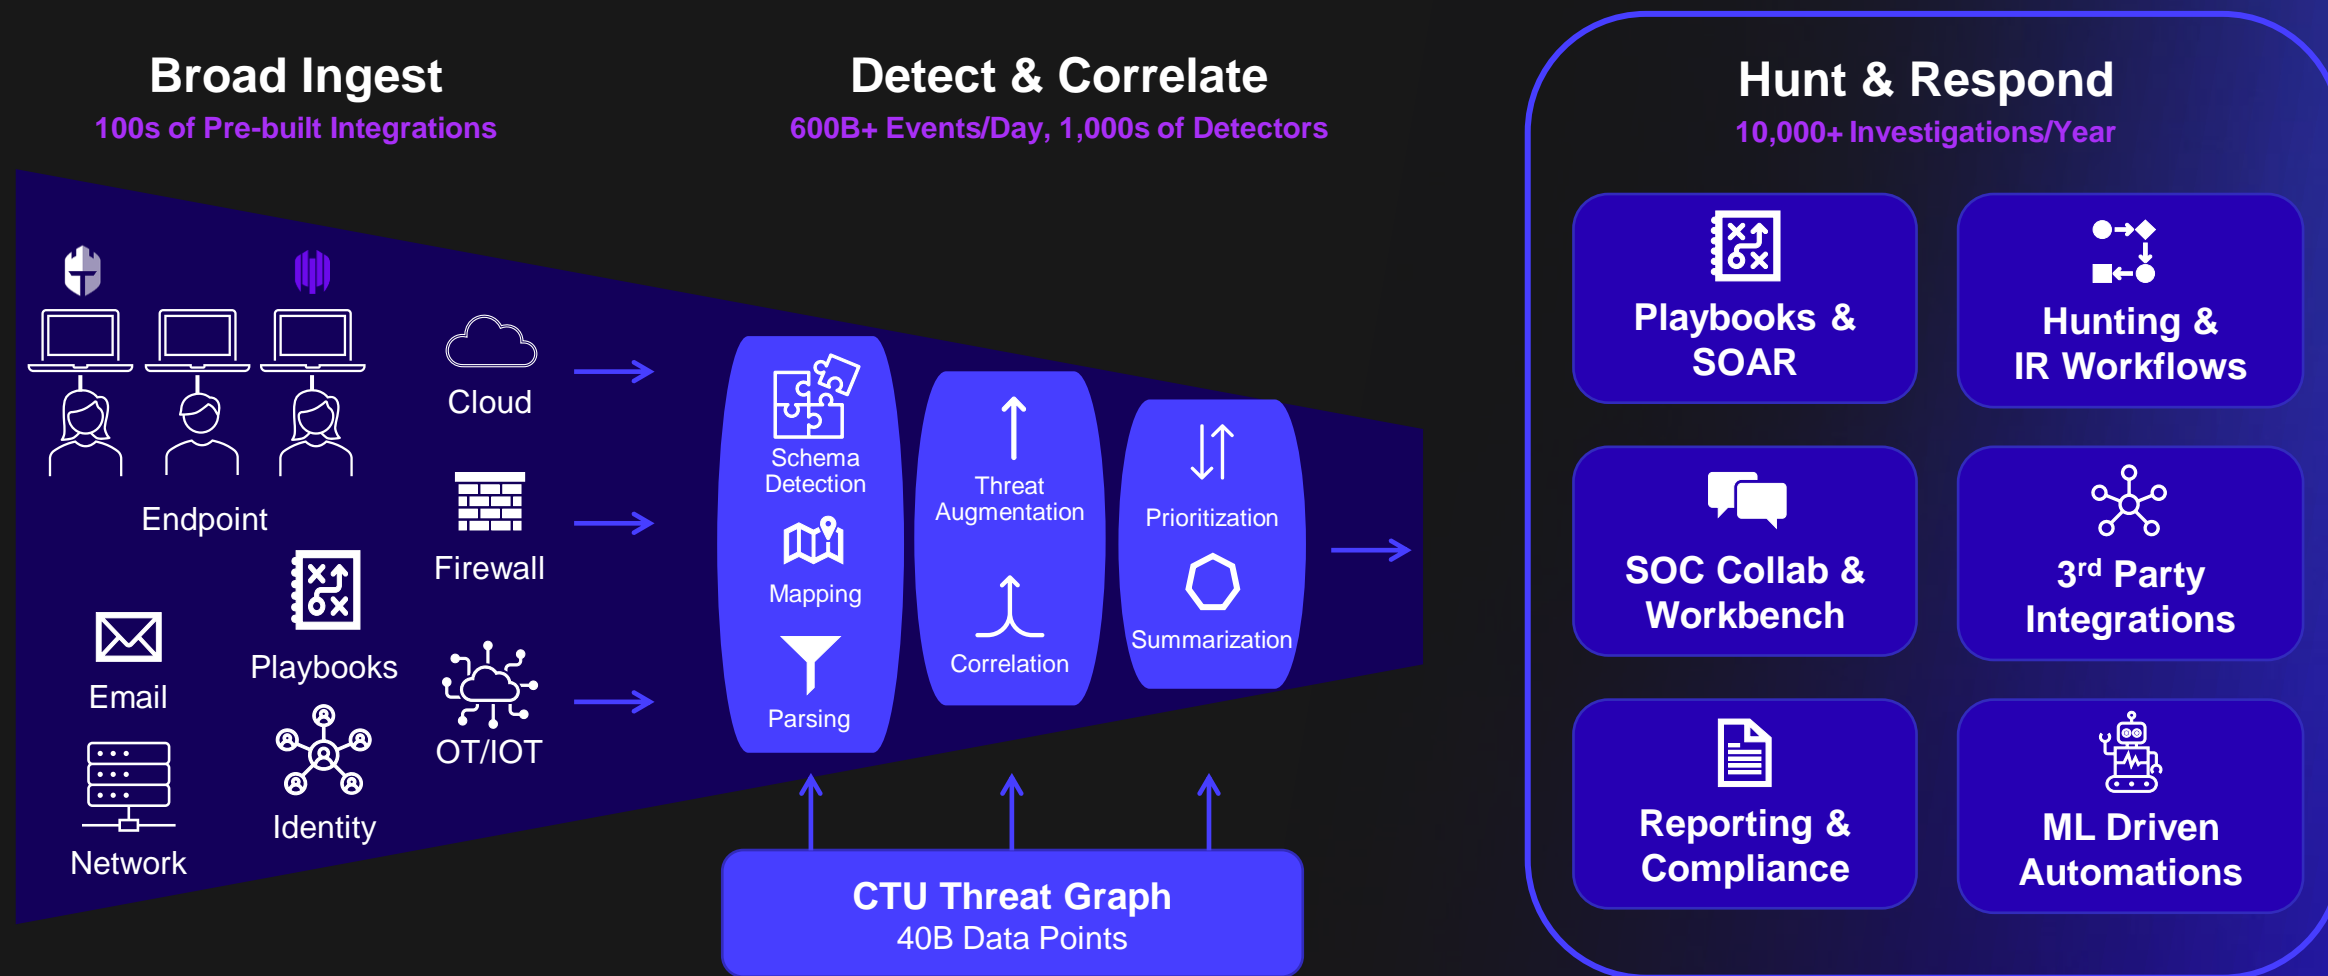 Broad Ingest
100s of Pre-built Integrations
Endpoint
Email
Network
Playbooks
Identity
Cloud
Firewall
OT/IOT
Detect & Correlate
600B+ Events/Day, 1,000s of Detectors
Schema
Detection
Mapping
Parsing
Threat
Augmentation
Correlation
Prioritization
Summarization
CTU Threat Graph
40B Data Points
Hunt & Respond
10,000+ Investigations/Year
Playbooks &
SOAR
Hunting &
IR Workflows
SOC Collab &
Workbench
3rd Party
Integrations
Reporting &
Compliance
ML Driven
Automations